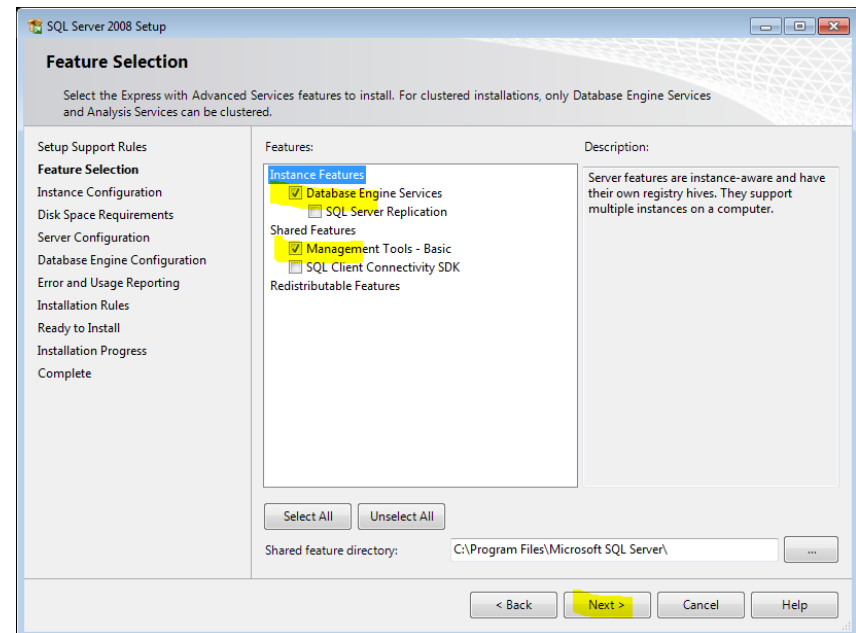 SQL Server 2008 Setup
Feature Selection
Select the Express with Advanced Services features to install. For clustered installations, only Database Engine Services
and Analysis Services can be clustered.
Setup Support Rules
Feature Selection
Instance Configuration
Disk Space Requirements
Server Configuration
Database Engine Configuration
Error and Usage Reporting
Installation Rules
Ready to Install
Installation Progress
Complete
Features:
Instance Features
Database Engine Services
SQL Server Replication
Shared Features
Management Tools - Basic
SQL Client Connectivity SDK
Redistributable Features
Description:
Server features are instance-aware and have
their own registry hives. They support
multiple instances on a computer.
Select All
Unselect All
Shared feature directory:
C:\Program Files\Microsoft SQL Server\
...
< Back
Next >
Cancel
Help